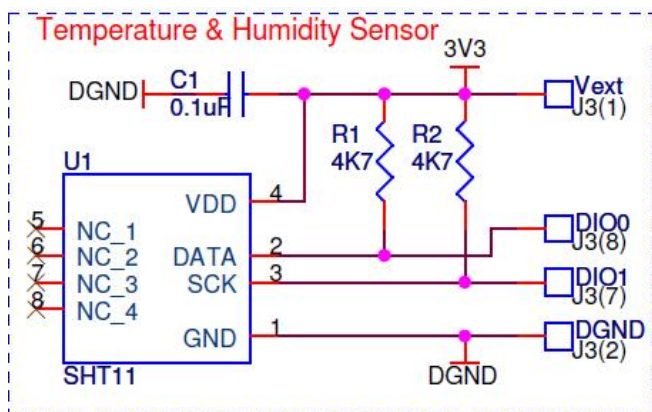 Temperature & Humidity Sensor
3V3
DGND
C1
0.1uF
Vext
J3(1)
R1
4K7
R2
4K7
U1
VDD
4
5
NC_1
6
NC_2
7
NC_3
8
NC_4
DATA
2
SCK
3
GND
1
DIO0
J3(8)
DIO1
J3(7)
DGND
J3(2)
SHT11
DGND